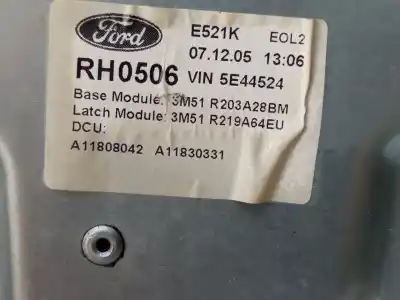 Ford
E521K EOL2
07.12.05 13:06
RH0506 VIN 5E44524
Base Module: 3M51 R203A28BM
Latch Module: 3M51 R219A64EU
DCU:
A11808042 A11830331